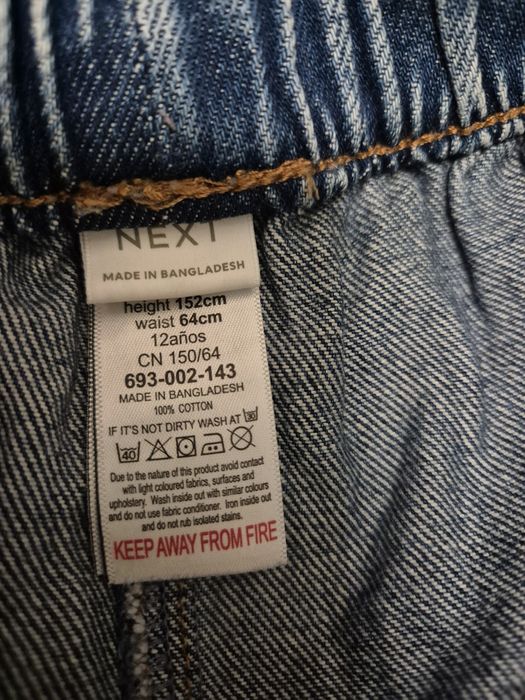 NEXT
MADE IN BANGLADESH
height 152cm
waist 64cm
12años
CN 150/64
693-002-143
MADE IN BANGLADESH
100% COTTON
IF IT'S NOT DIRTY WASH AT 30
40
Due to the nature of this product avoid contact
with light coloured fabrics, surfaces and
upholstery. Wash inside out with similar colours
and do not use fabric conditioner. Iron inside out
and do not rub isolated stains.
KEEP AWAY FROM FIRE